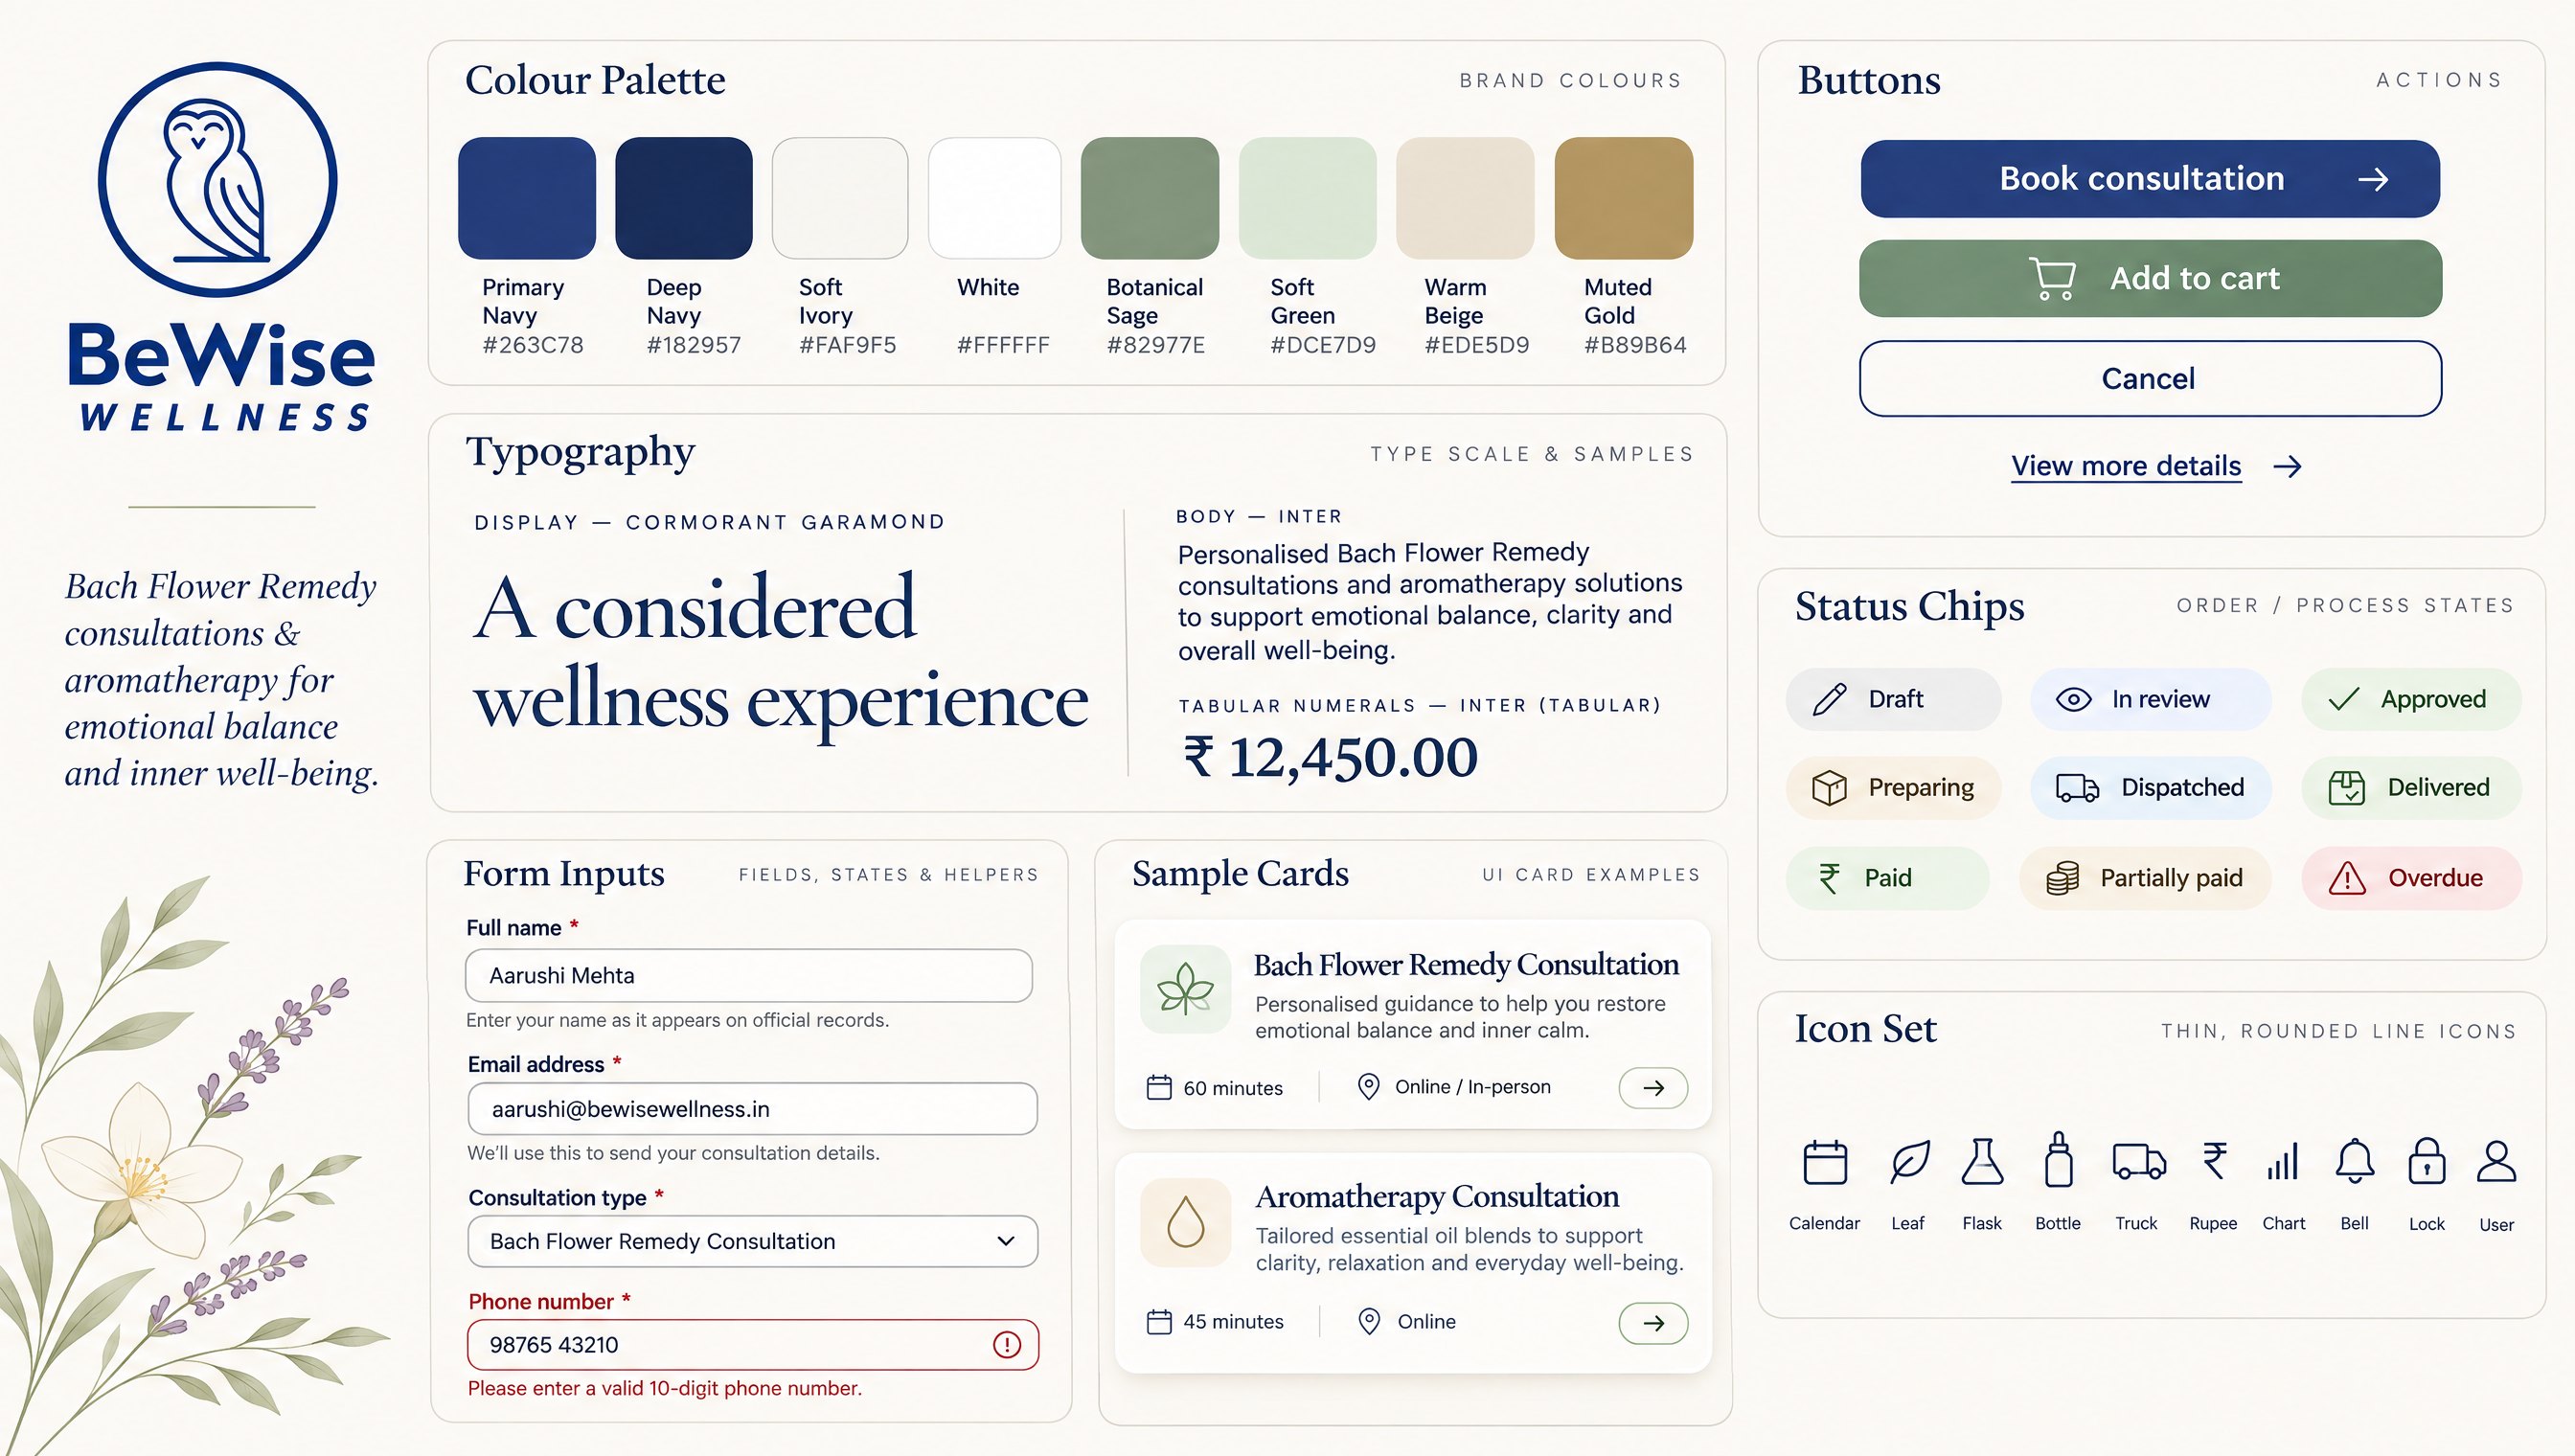 BeWise
WELLNESS
Bach Flower Remedy
consultations &
aromatherapy for
emotional balance
and inner well-being.
Colour Palette
BRAND COLOURS
Primary
Navy
#263C78
Deep
Navy
#182957
Soft
Ivory
#FAF9F5
White
#FFFFFF
Botanical
Sage
#82977E
Soft
Green
#DCE7D9
Warm
Beige
#EDE5D9
Muted
Gold
#B89B64
Typography
TYPE SCALE & SAMPLES
DISPLAY — CORMORANT GARAMOND
A considered
wellness experience
BODY — INTER
Personalised Bach Flower Remedy
consultations and aromatherapy solutions
to support emotional balance, clarity and
overall well-being.
TABULAR NUMERALS — INTER (TABULAR)
₹ 12,450.00
Form Inputs
FIELDS, STATES & HELPERS
Full name *
Aarushi Mehta
Enter your name as it appears on official records.
Email address *
aarushi@bewisewellness.in
We'll use this to send your consultation details.
Consultation type *
Bach Flower Remedy Consultation
Phone number *
98765 43210
Please enter a valid 10-digit phone number.
Sample Cards
UI CARD EXAMPLES
Bach Flower Remedy Consultation
Personalised guidance to help you restore
emotional balance and inner calm.
60 minutes
Online / In-person
Aromatherapy Consultation
Tailored essential oil blends to support
clarity, relaxation and everyday well-being.
45 minutes
Online
Buttons
ACTIONS
Book consultation
Add to cart
Cancel
View more details
Status Chips
ORDER / PROCESS STATES
Draft
In review
Approved
Preparing
Dispatched
Delivered
₹ Paid
Partially paid
Overdue
Icon Set
THIN, ROUNDED LINE ICONS
₹
Calendar
Leaf
Flask
Bottle
Truck
Rupee
Chart
Bell
Lock
User